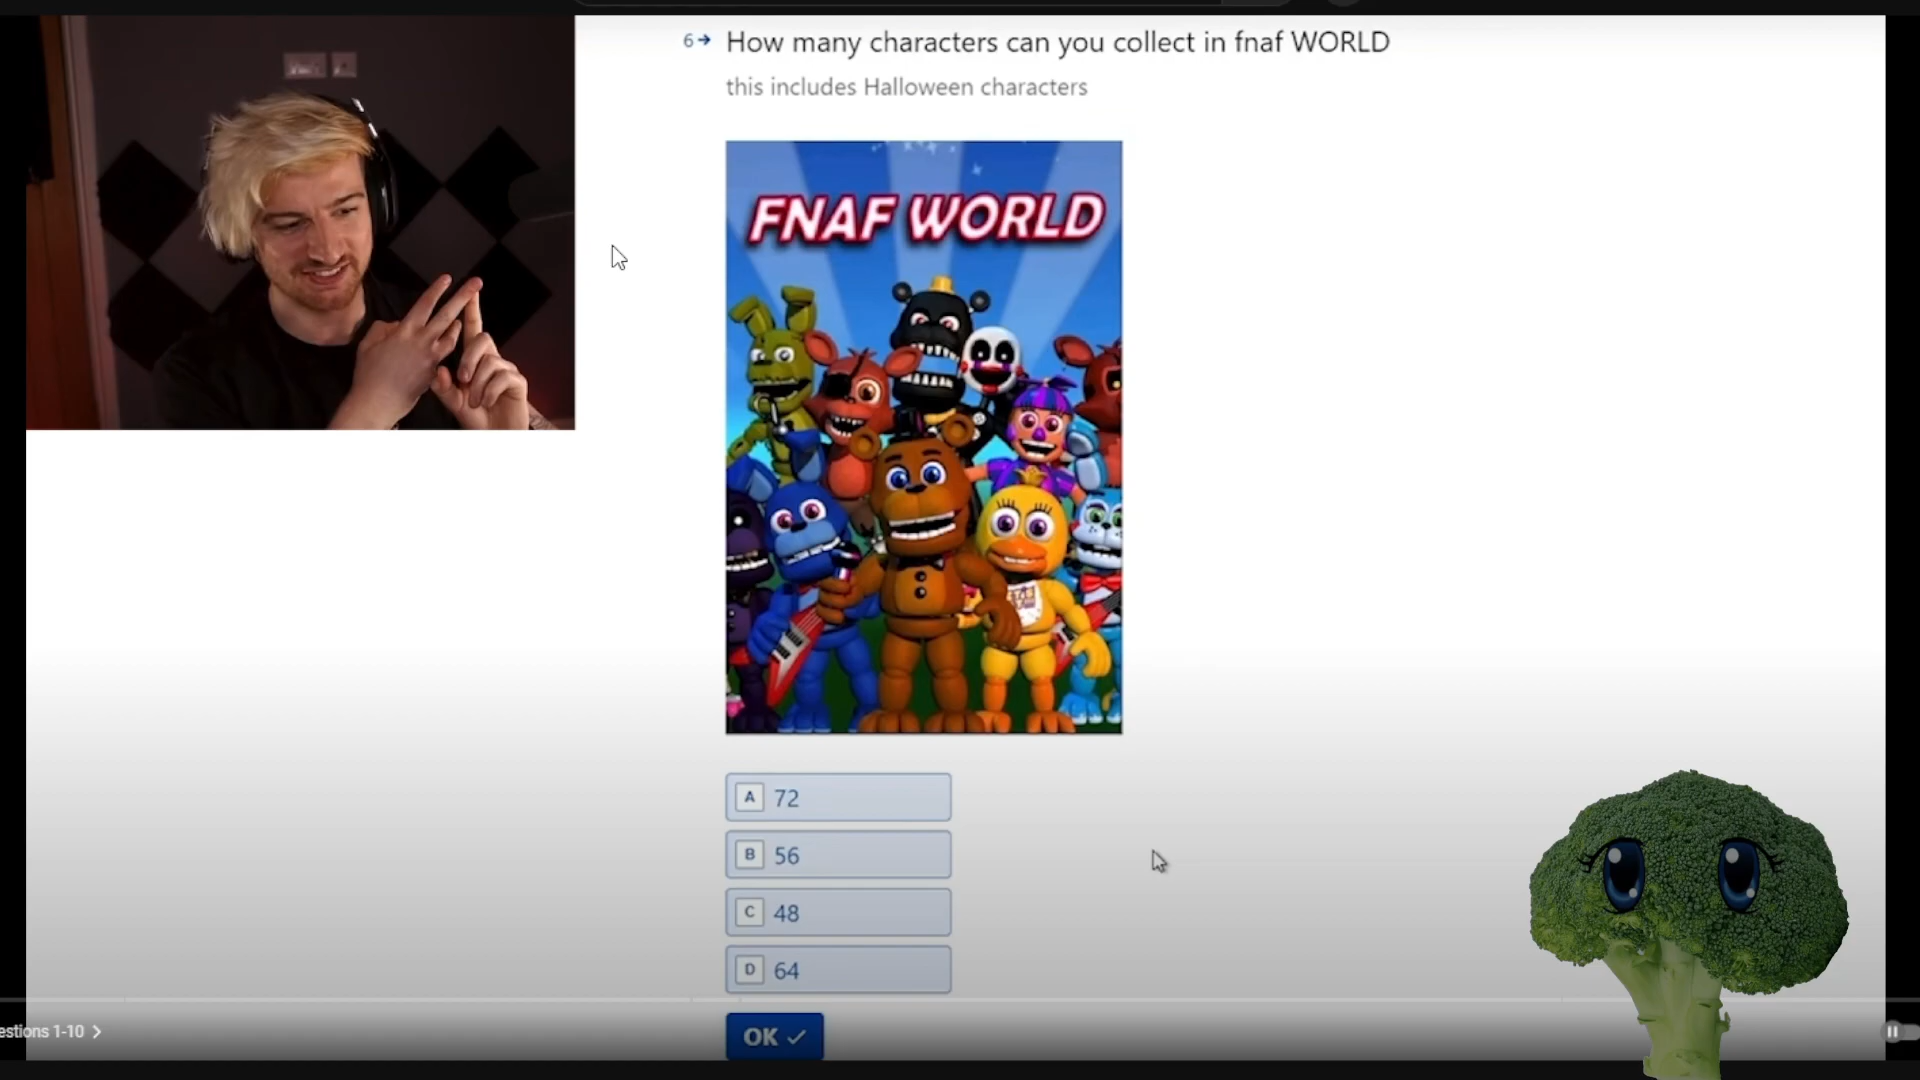 6→ How many characters can you collect in fnaf WORLD
this includes Halloween characters
FNAF WORLD
A 72
B 56
C 48
D 64
estions 1-10 >
OK ✓